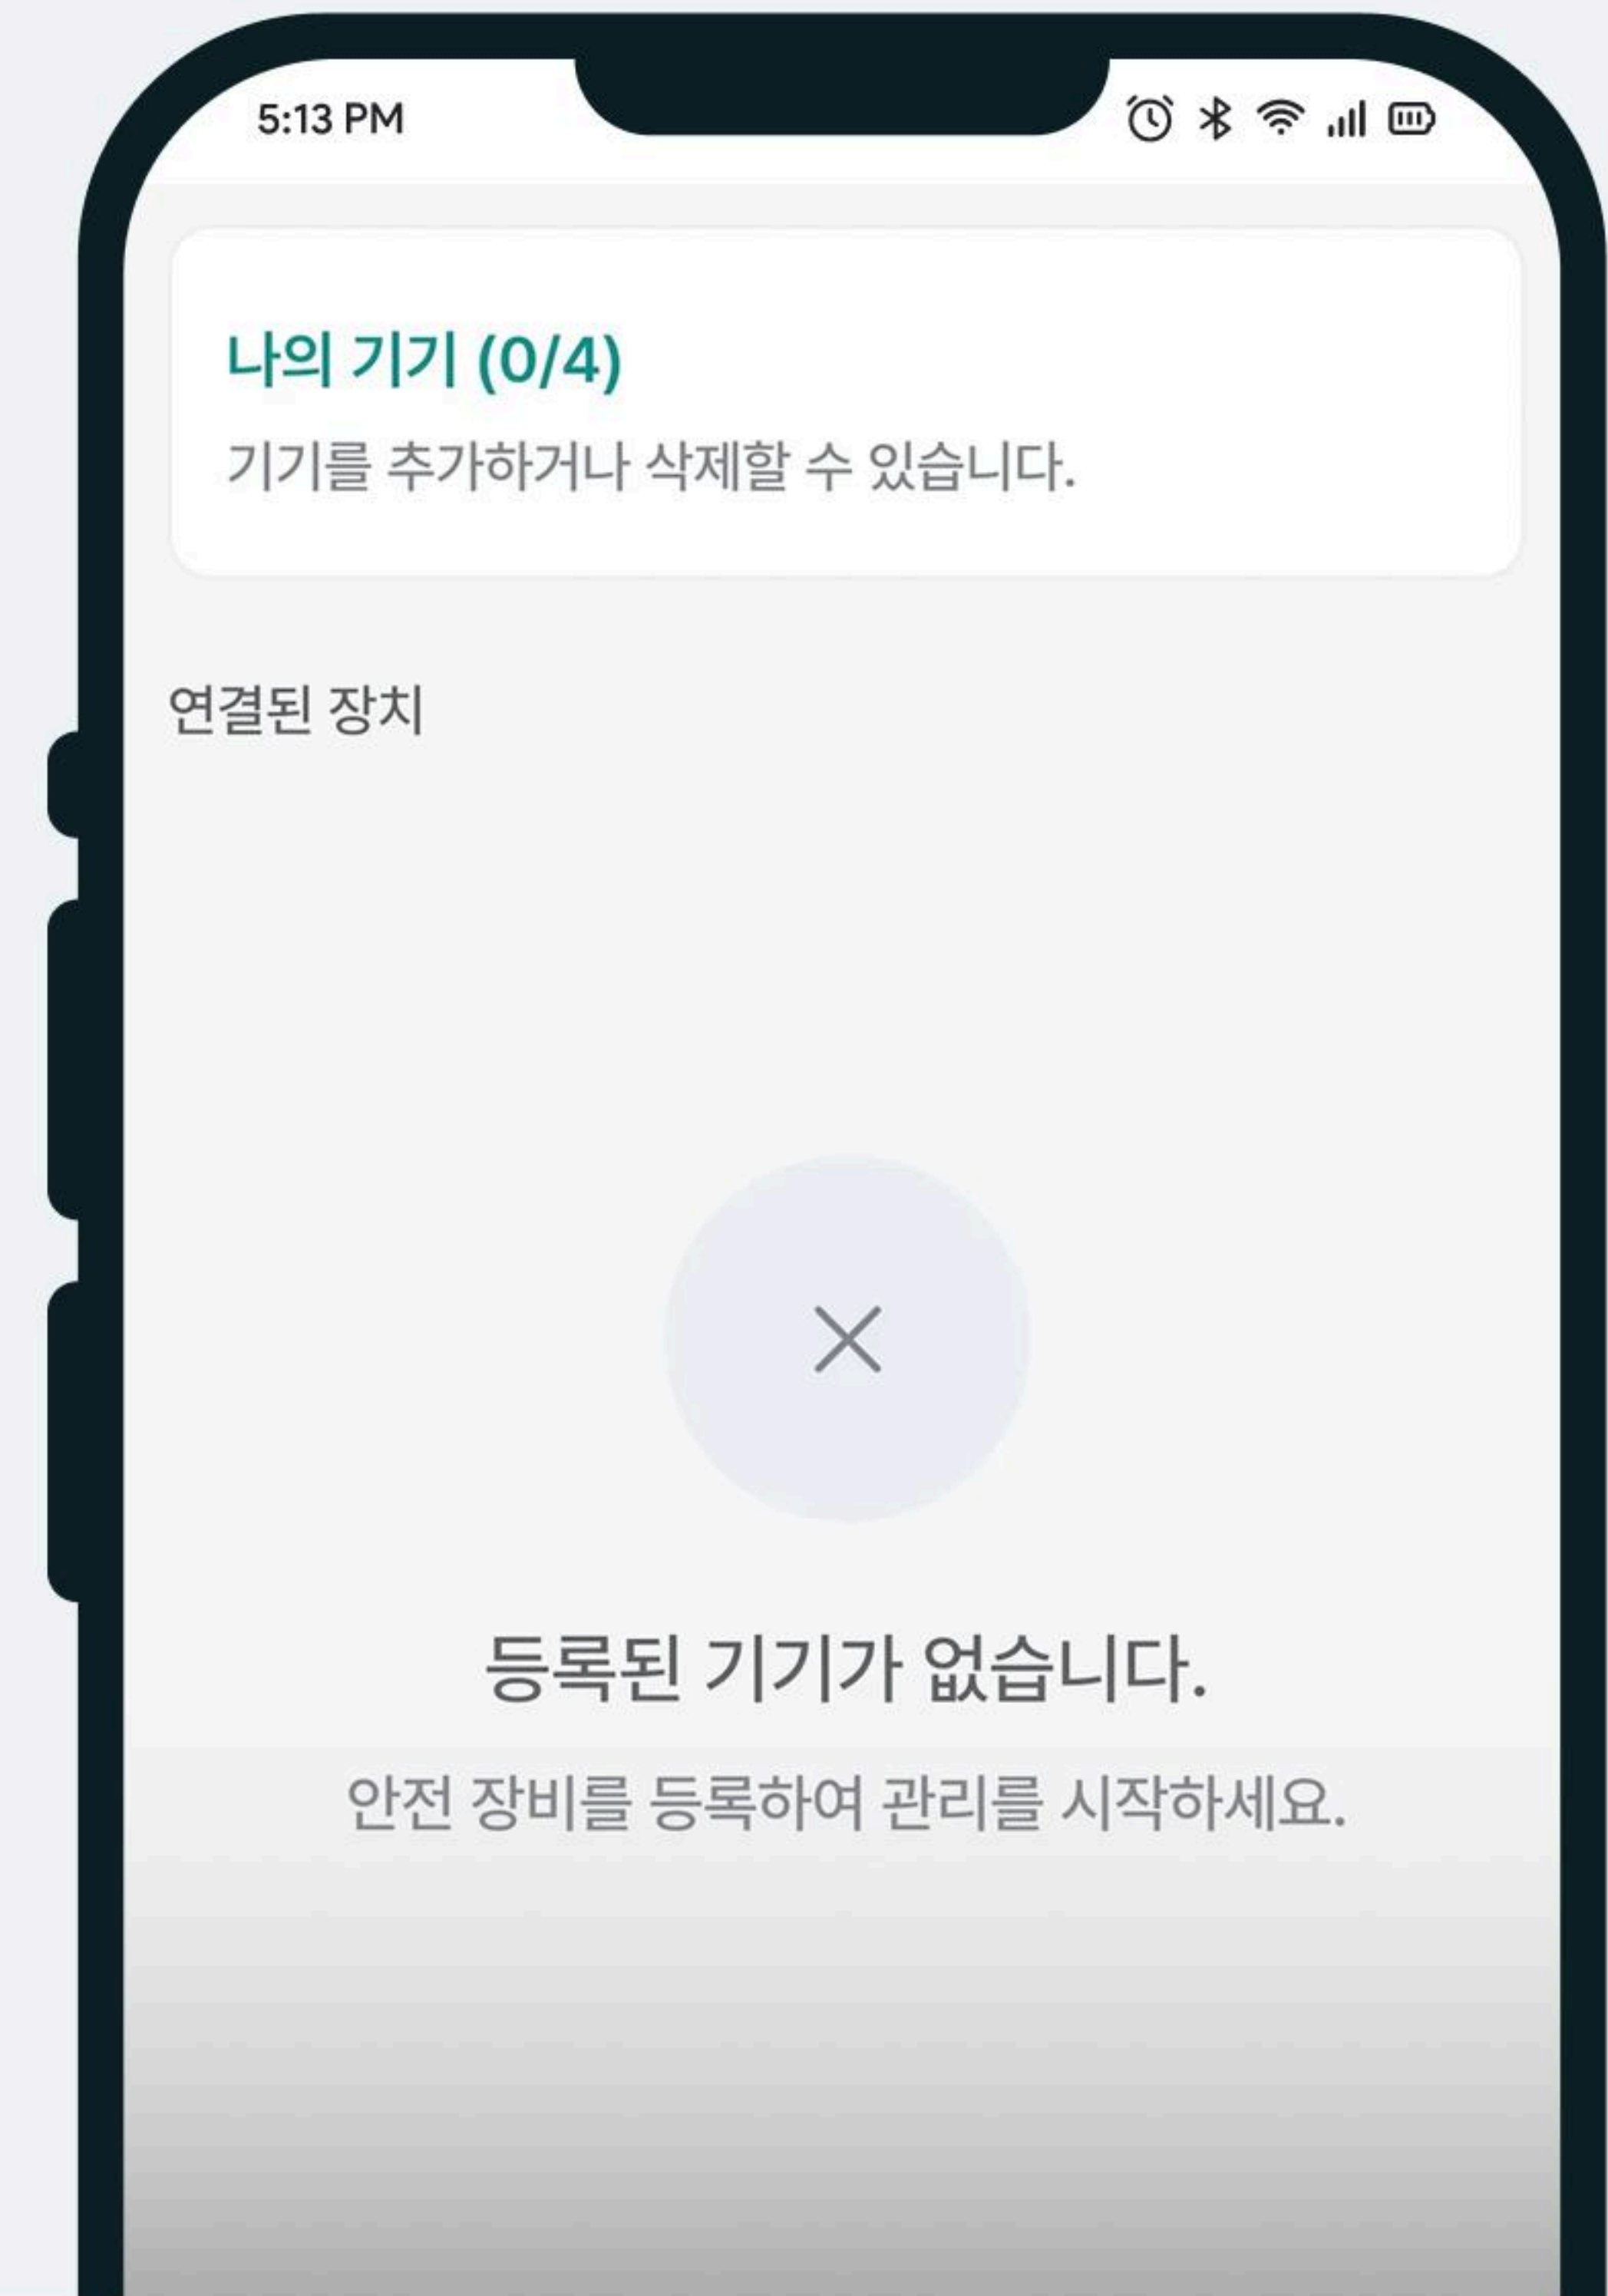 5:13 PM
나의 기기 (0/4)
기기를 추가하거나 삭제할 수 있습니다.
연결된 장치
등록된 기기가 없습니다.
안전 장비를 등록하여 관리를 시작하세요.